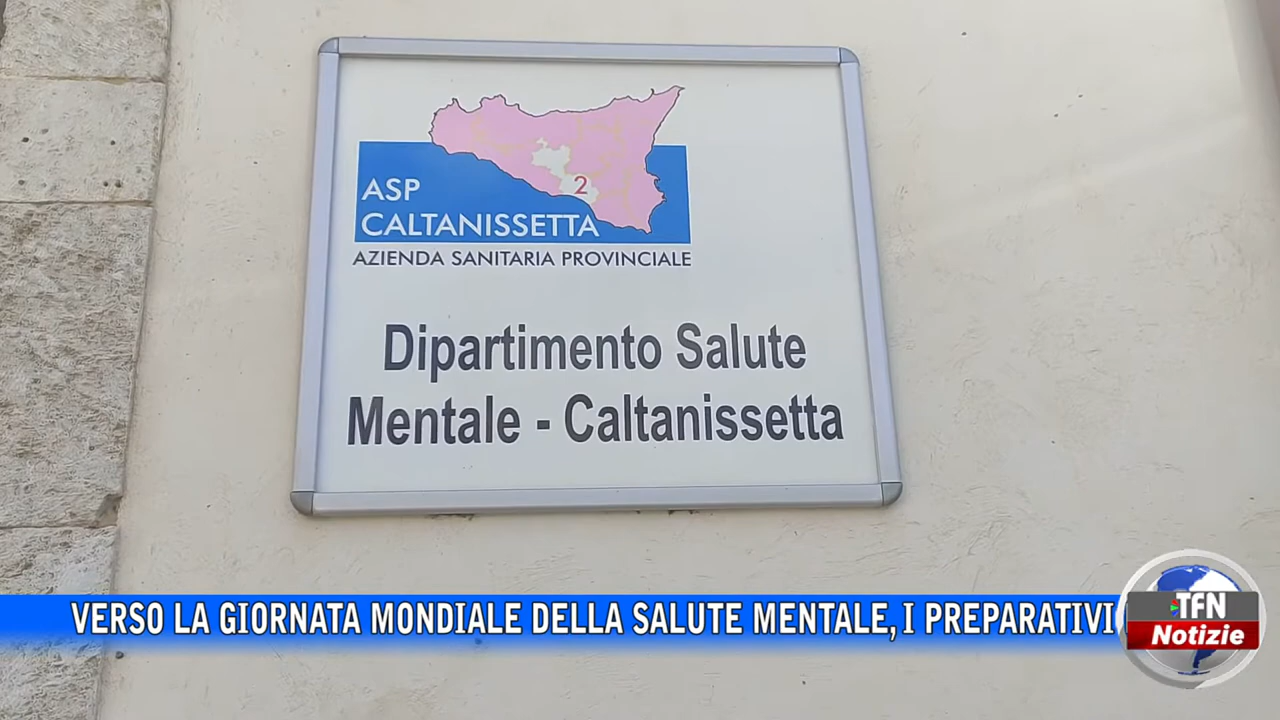 2
ASP
CALTANISSETTA
AZIENDA SANITARIA PROVINCIALE
Dipartimento Salute
Mentale - Caltanissetta
VERSO LA GIORNATA MONDIALE DELLA SALUTE MENTALE, I PREPARATIVI
TFN
Notizie